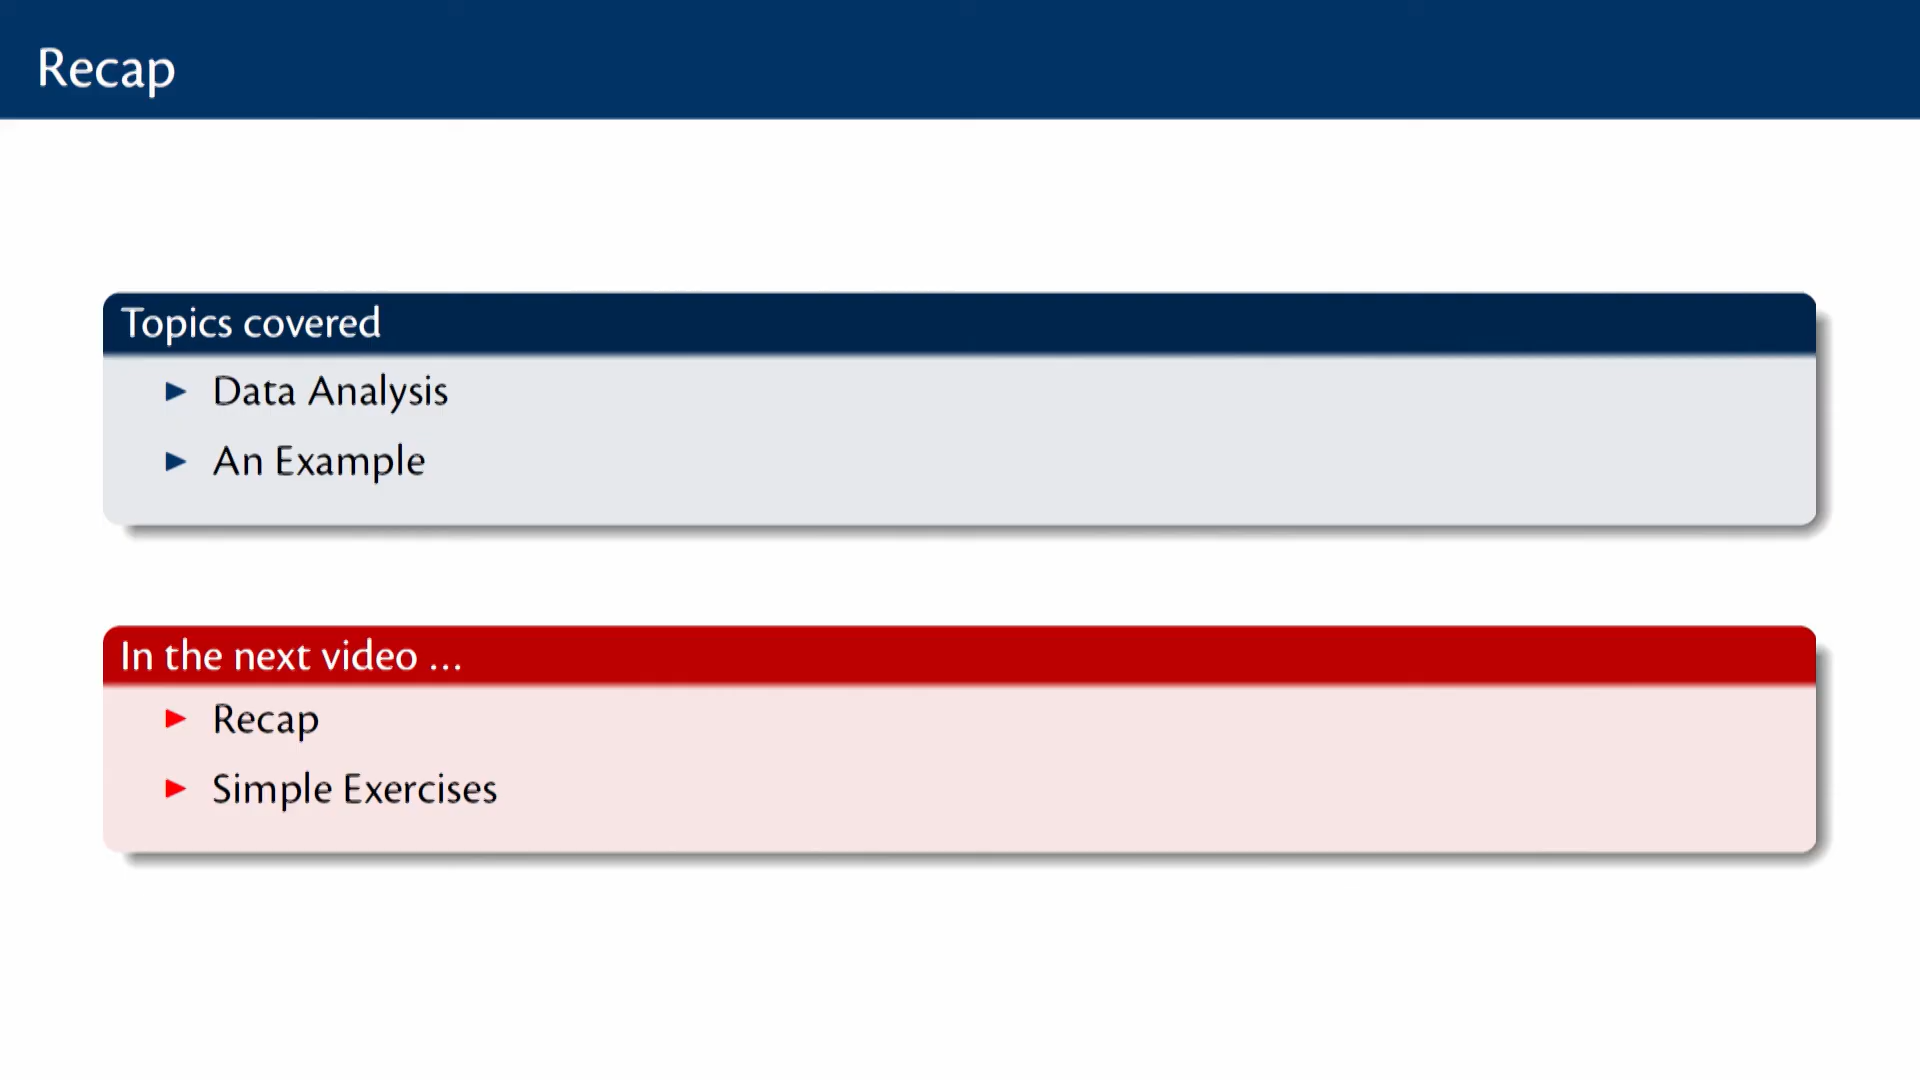 Recap
Topics covered
Data Analysis
An Example
In the next video ...
Recap
Simple Exercises